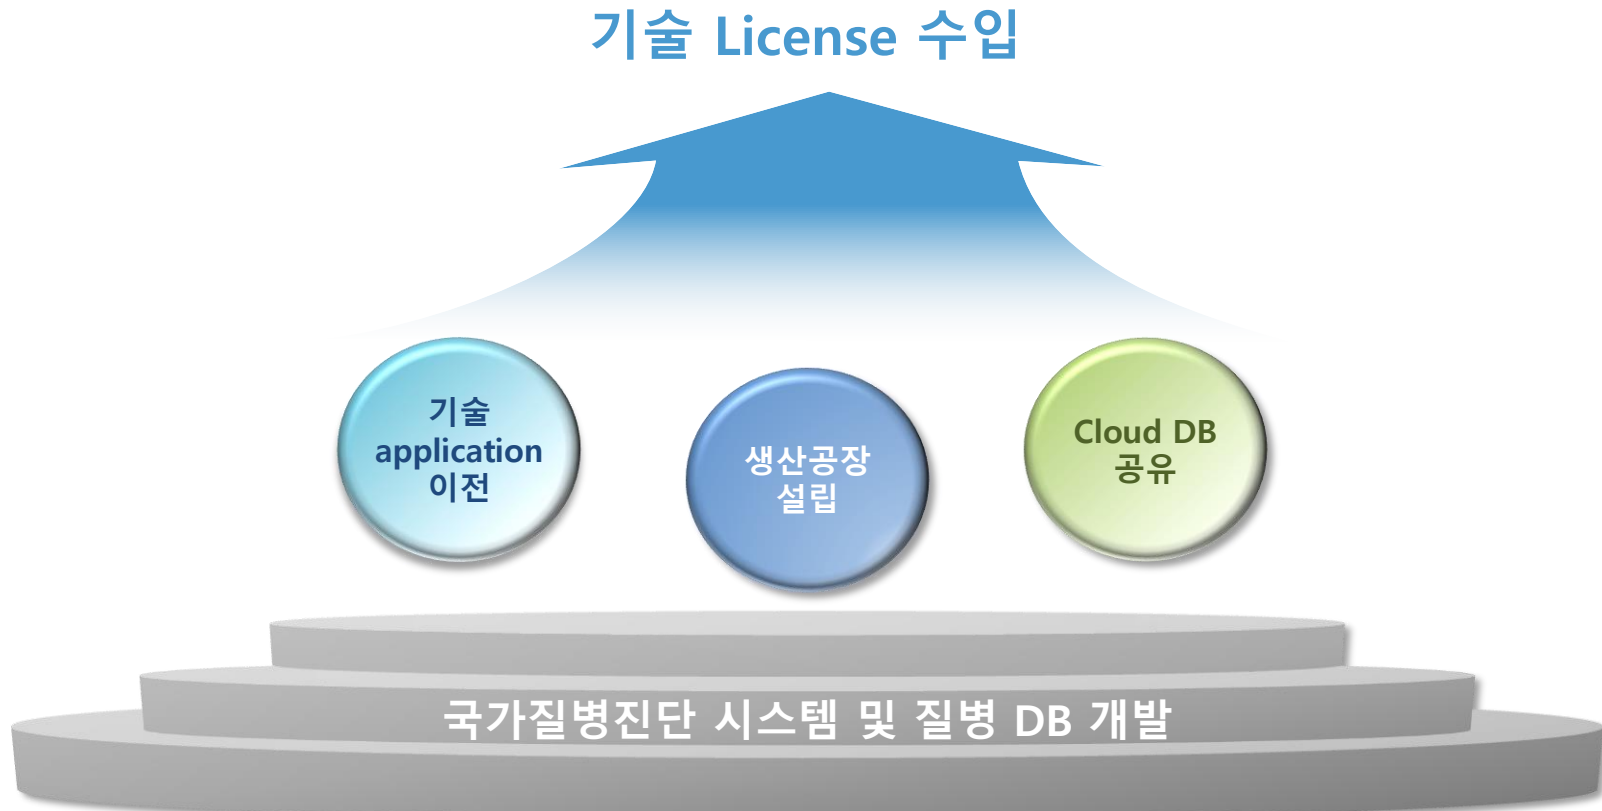 기술 License 수입
기술
application
이전
생산공장
설립
Cloud DB
공유
국가질병진단 시스템 및 질병 DB 개발